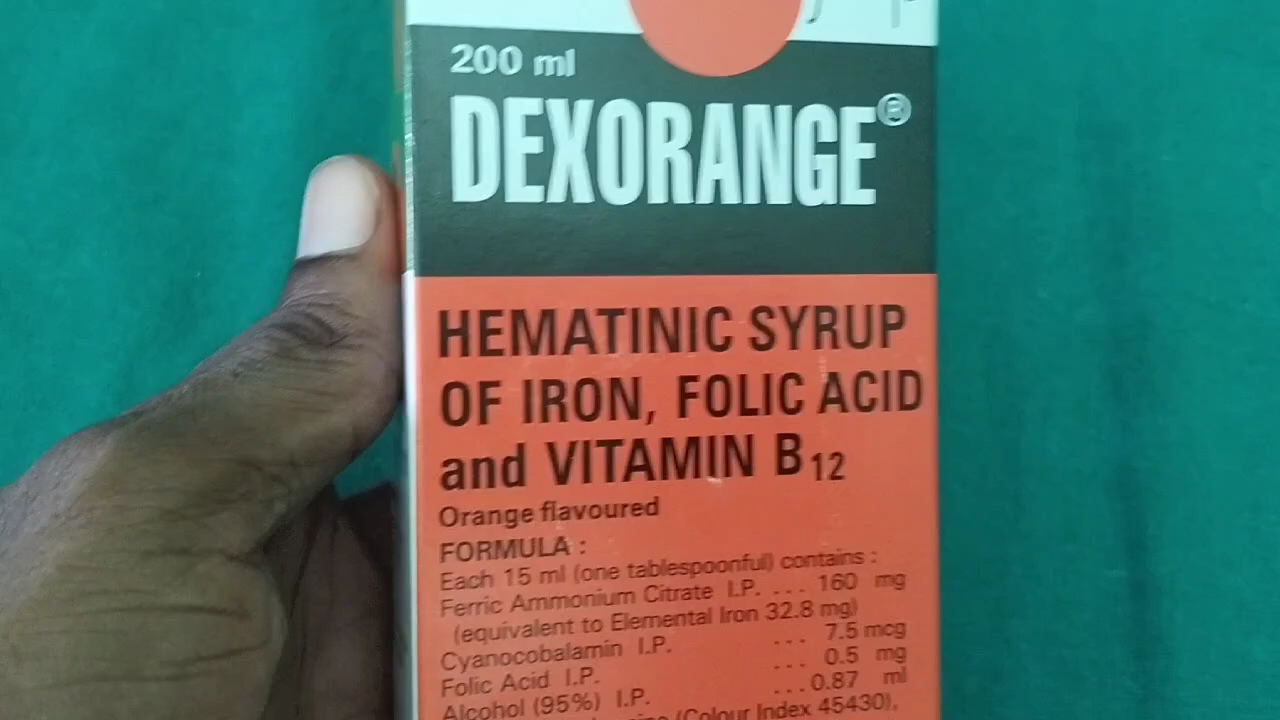 200 ml
DEXORANGE®
HEMATINIC SYRUP
OF IRON, FOLIC ACID
and VITAMIN B12
Orange flavoured
FORMULA :
Each 15 ml (one tablespoonful) contains :
Ferric Ammonium Citrate I.P. .... 160 mg
(equivalent to Elemental Iron 32.8 mg)
Cyanocobalamin I.P. ... 7.5 mcg
Folic Acid I.P. ... 0.5 mg
Alcohol (95%) I.P. ...0.87 ml
(Colour Index 45430),